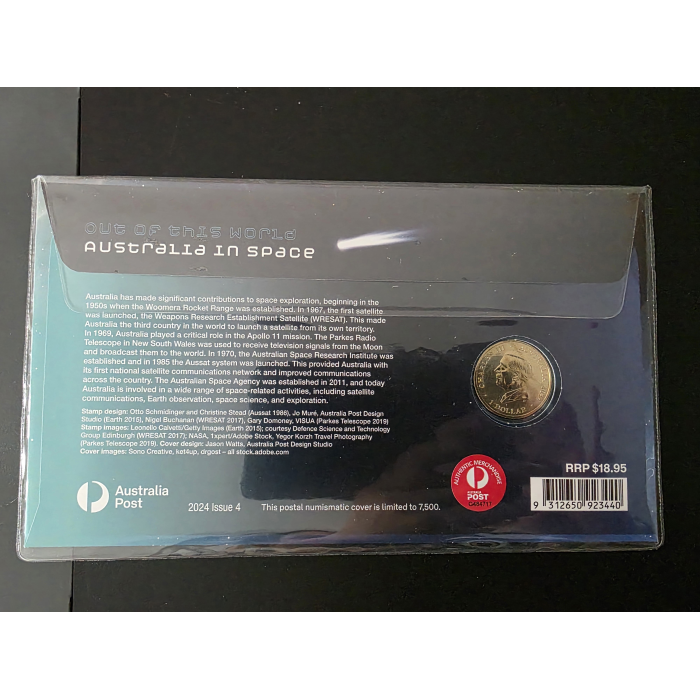 out of this world
Australia in space
Australia has made significant contributions to space exploration, beginning in the
1950s when the Woomera Rocket Range was established. In 1967, the first satellite
was launched, the Weapons Research Establishment Satellite (WRESAT). This made
Australia the third country in the world to launch a satellite from its own territory.
In 1969, Australia played a critical role in the Apollo 11 mission. The Parkes Radio
Telescope in New South Wales was used to receive television signals from the Moon
and broadcast them to the world. In 1970, the Australian Space Research Institute was
established and in 1985 the Aussat system was launched. This provided Australia with
its first national satellite communications network and improved communications
across the country. The Australian Space Agency was established in 2011, and today
Australia is involved in a wide range of space-related activities, including satellite
communications, Earth observation, space science, and exploration.
Stamp design: Otto Schmidinger and Christine Stead (Aussat 1986), Jo Muré, Australia Post Design
Studio (Earth 2015), Nigel Buchanan (WRESAT 2017), Gary Domoney, VISUA (Parkes Telescope 2019)
Stamp images: Leonello Calvetti/Getty Images (Earth 2015); courtesy Defence Science and Technology
Group Edinburgh (WRESAT 2017); NASA, 1xpert/Adobe Stock, Yegor Korzh Travel Photography
(Parkes Telescope 2019). Cover design: Jason Watts, Australia Post Design Studio
Cover images: Sono Creative, ket4up, drgost – all stock.adobe.com
1 DOLLAR
AUTHENTIC MERCHANDISE
POST
RRP $18.95
9 312650 923440
Australia
Post
2024 Issue 4
This postal numismatic cover is limited to 7,500.